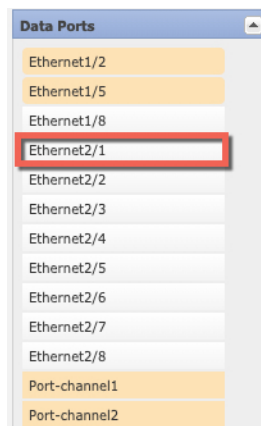 Data Ports
Ethernet1/2
Ethernet1/5
Ethernet1/8
Ethernet2/1
Ethernet2/2
Ethernet2/3
Ethernet2/4
Ethernet2/5
Ethernet2/6
Ethernet2/7
Ethernet2/8
Port-channel1
Port-channel2